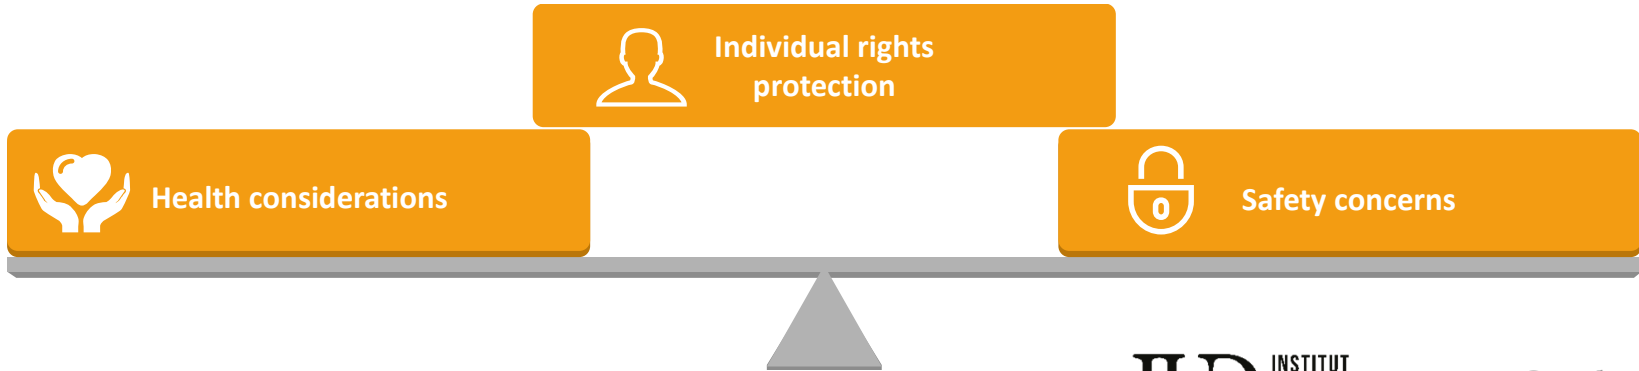 Individual rights
protection
Health considerations
Safety concerns
INSTITUT